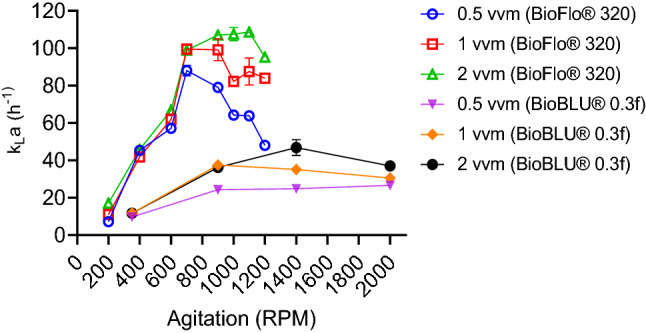 120
100
80
60
40
20
0
kLa (h-1)
0
200
400
600
800
1000
1200
1400
1600
1800
2000
Agitation (RPM)
0.5 vvm (BioFlo® 320)
1 vvm (BioFlo® 320)
2 vvm (BioFlo® 320)
0.5 vvm (BioBLU® 0.3f)
1 vvm (BioBLU® 0.3f)
2 vvm (BioBLU® 0.3f)